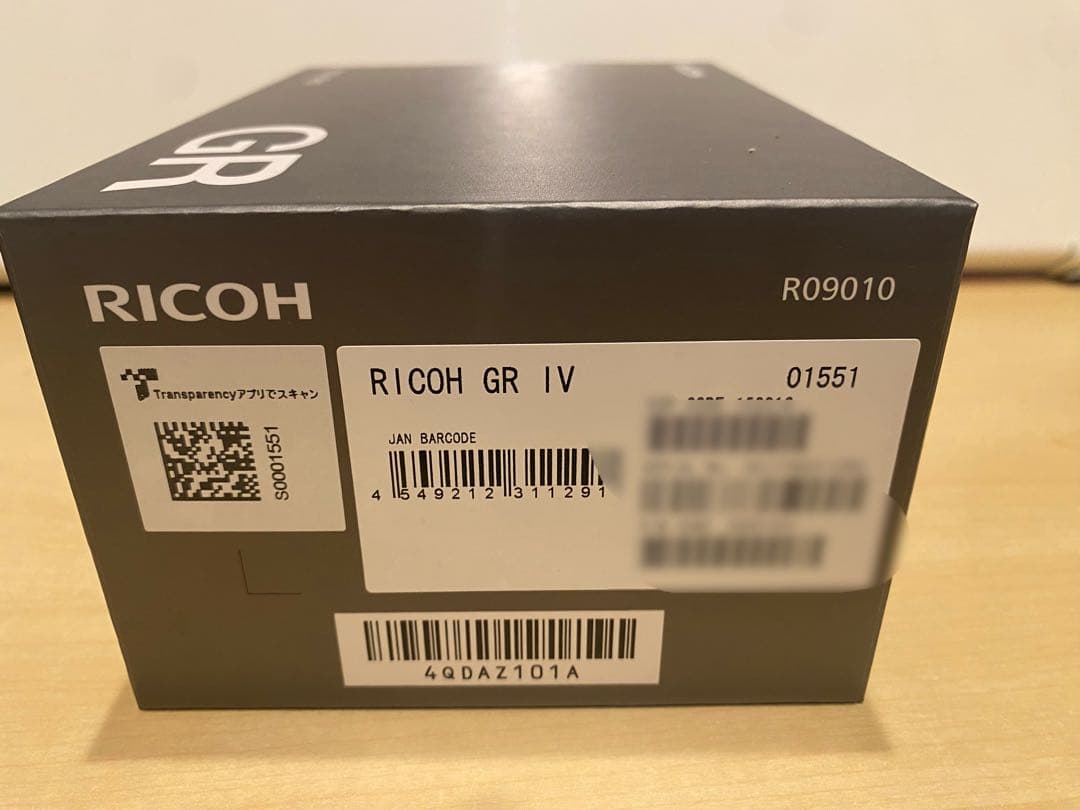 GR
RICOH
R09010
Transparencyアプリでスキャン
S0001551
RICOH GR IV
01551
JAN BARCODE
4 549212 311291
4QDAZ101A